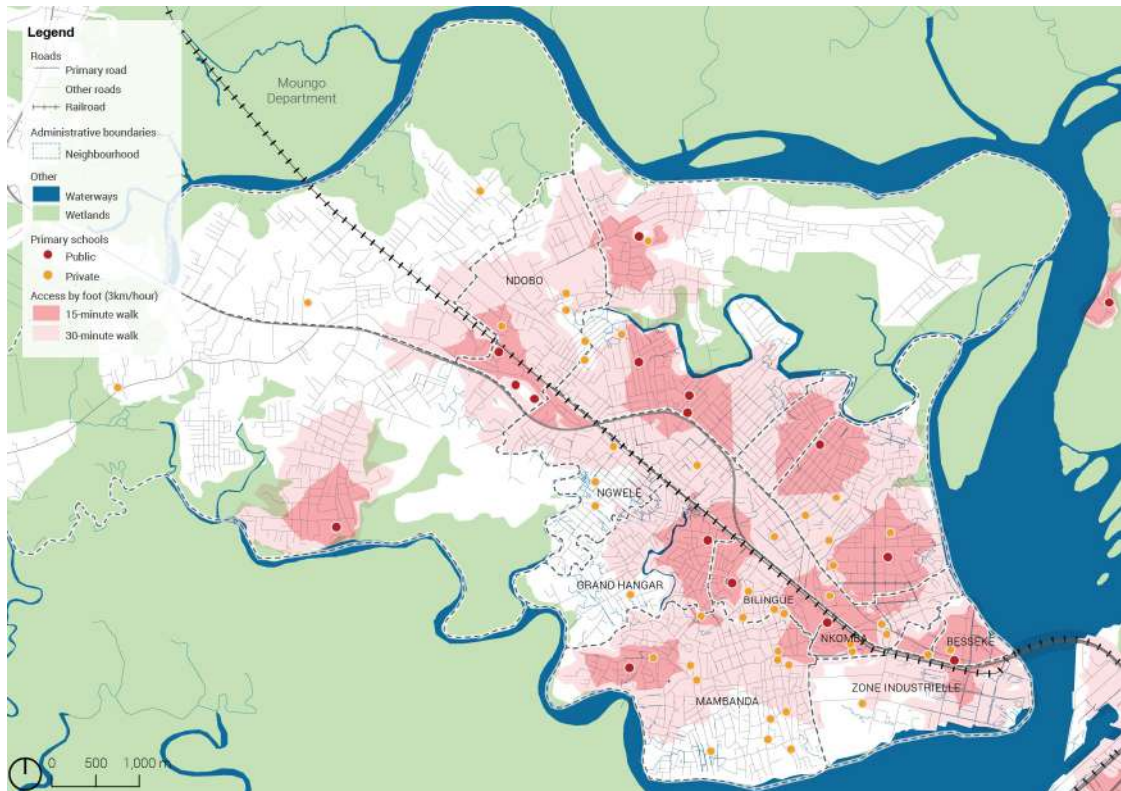 Legend
Roads
Primary road
Other roads
Railroad
Administrative boundaries
Neighbourhood
Other
Waterways
Wetlands
Primary schools
Public
Private
Access by foot (3km/hour)
15-minute walk
30-minute walk
Moungo
Department
NDOBO
NGWELE
GRAND HANGAR
BILINGÜE
NKOMBA
BESSEKE
ZONE INDUSTRIELLE
MAMBANDA
0 500 1,000 m